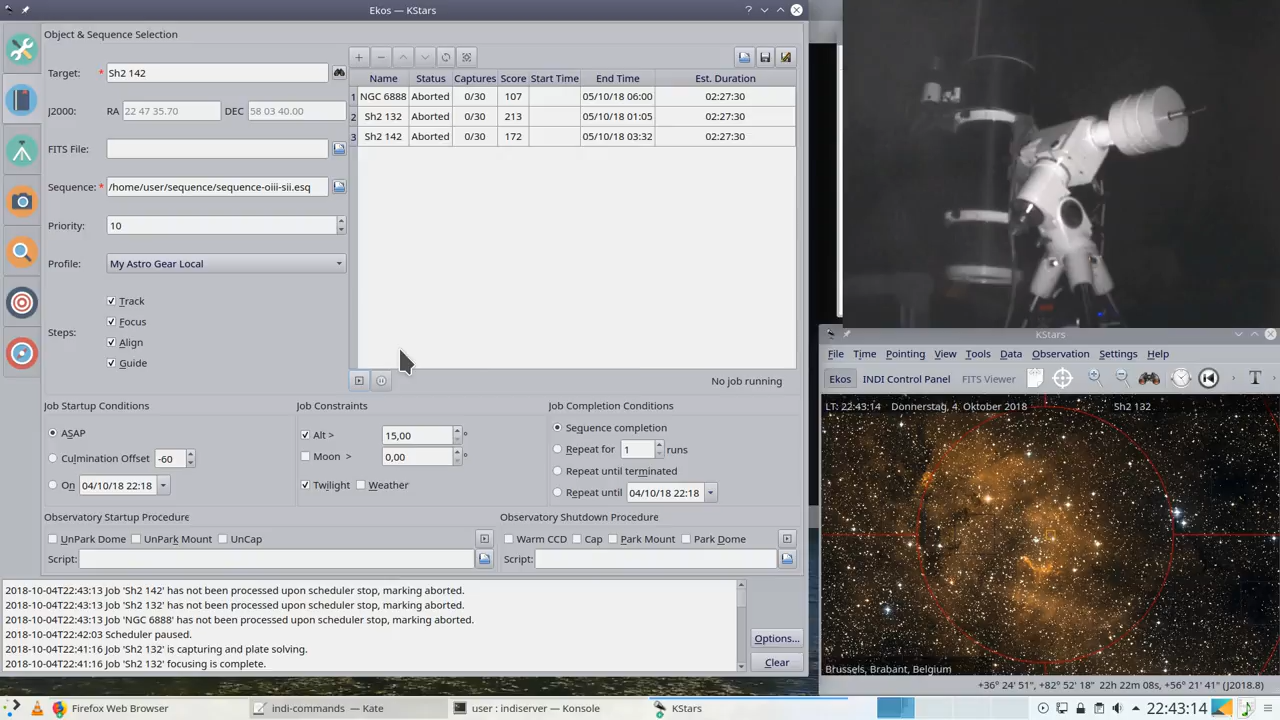 Ekos — KStars
Object & Sequence Selection
Target: * Sh2 142
J2000: RA 22 47 35.70 DEC 58 03 40.00
FITS File:
Sequence: * /home/user/sequence/sequence-oiii-sii.esq
Priority: 10
Profile: My Astro Gear Local
Steps:
Track
Focus
Align
Guide
Name Status Captures Score Start Time End Time Est. Duration
1 NGC 6888 Aborted 0/30 107 05/10/18 06:00 02:27:30
2 Sh2 132 Aborted 0/30 213 05/10/18 01:05 02:27:30
3 Sh2 142 Aborted 0/30 172 05/10/18 03:32 02:27:30
No job running
Job Startup Conditions
ASAP
Culmination Offset -60
On 04/10/18 22:18
Job Constraints
Alt > 15,00 °
Moon > 0,00 °
Twilight Weather
Job Completion Conditions
Sequence completion
Repeat for 1 runs
Repeat until terminated
Repeat until 04/10/18 22:18
Observatory Startup Procedure
UnPark Dome UnPark Mount UnCap
Script:
Observatory Shutdown Procedure
Warm CCD Cap Park Mount Park Dome
Script:
2018-10-04T22:43:13 Job 'Sh2 142' has not been processed upon scheduler stop, marking aborted.
2018-10-04T22:43:13 Job 'Sh2 132' has not been processed upon scheduler stop, marking aborted.
2018-10-04T22:43:13 Job 'NGC 6888' has not been processed upon scheduler stop, marking aborted.
2018-10-04T22:42:03 Scheduler paused.
2018-10-04T22:41:16 Job 'Sh2 132' is capturing and plate solving.
2018-10-04T22:41:16 Job 'Sh2 132' focusing is complete.
Options...
Clear
KStars
File Time Pointing View Tools Data Observation Settings Help
Ekos INDI Control Panel FITS Viewer
LT: 22:43:14 Donnerstag, 4. Oktober 2018 Sh2 132
Brussels, Brabant, Belgium
+36° 24' 51", +82° 52' 18" 22h 22m 08s, +56° 21' 41" (J2018.8)
Firefox Web Browser
indi-commands — Kate
user : indiserver — Konsole
KStars
22:43:14